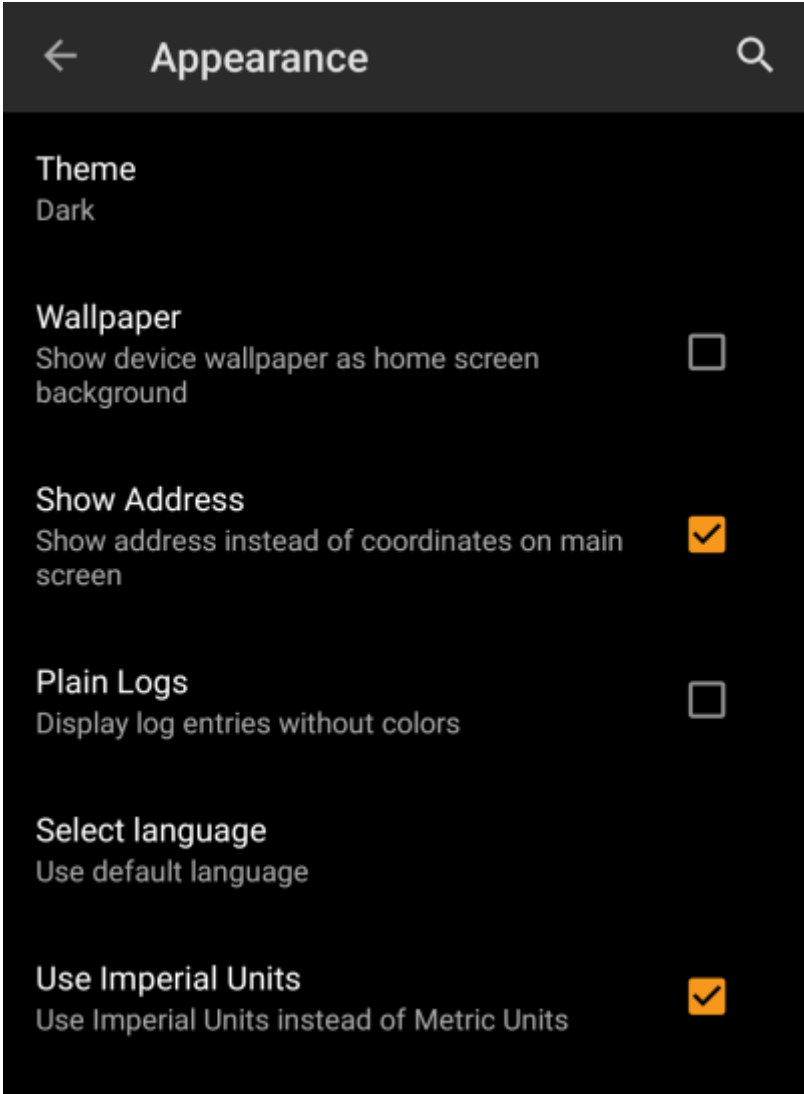 Appearance
Theme
Dark
Wallpaper
Show device wallpaper as home screen
background
Show Address
Show address instead of coordinates on main
screen
Plain Logs
Display log entries without colors
Select language
Use default language
Use Imperial Units
Use Imperial Units instead of Metric Units